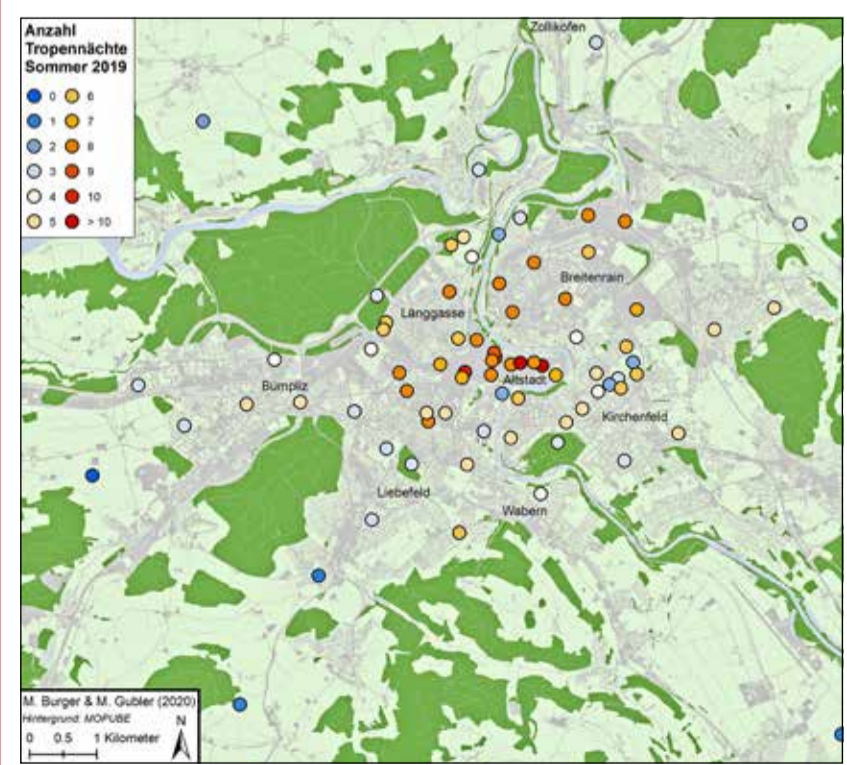 Anzahl
Tropennächte
Sommer 2019
0 6
1 7
2 8
3 9
4 10
5 > 10
Zollikofen
Breitenrain
Länggasse
Altstadt
Bümpliz
Kirchenfeld
Liebefeld
Wabern
M. Burger & M. Gubler (2020)
Hintergrund: MOPUBE
N
0 0.5 1 Kilometer